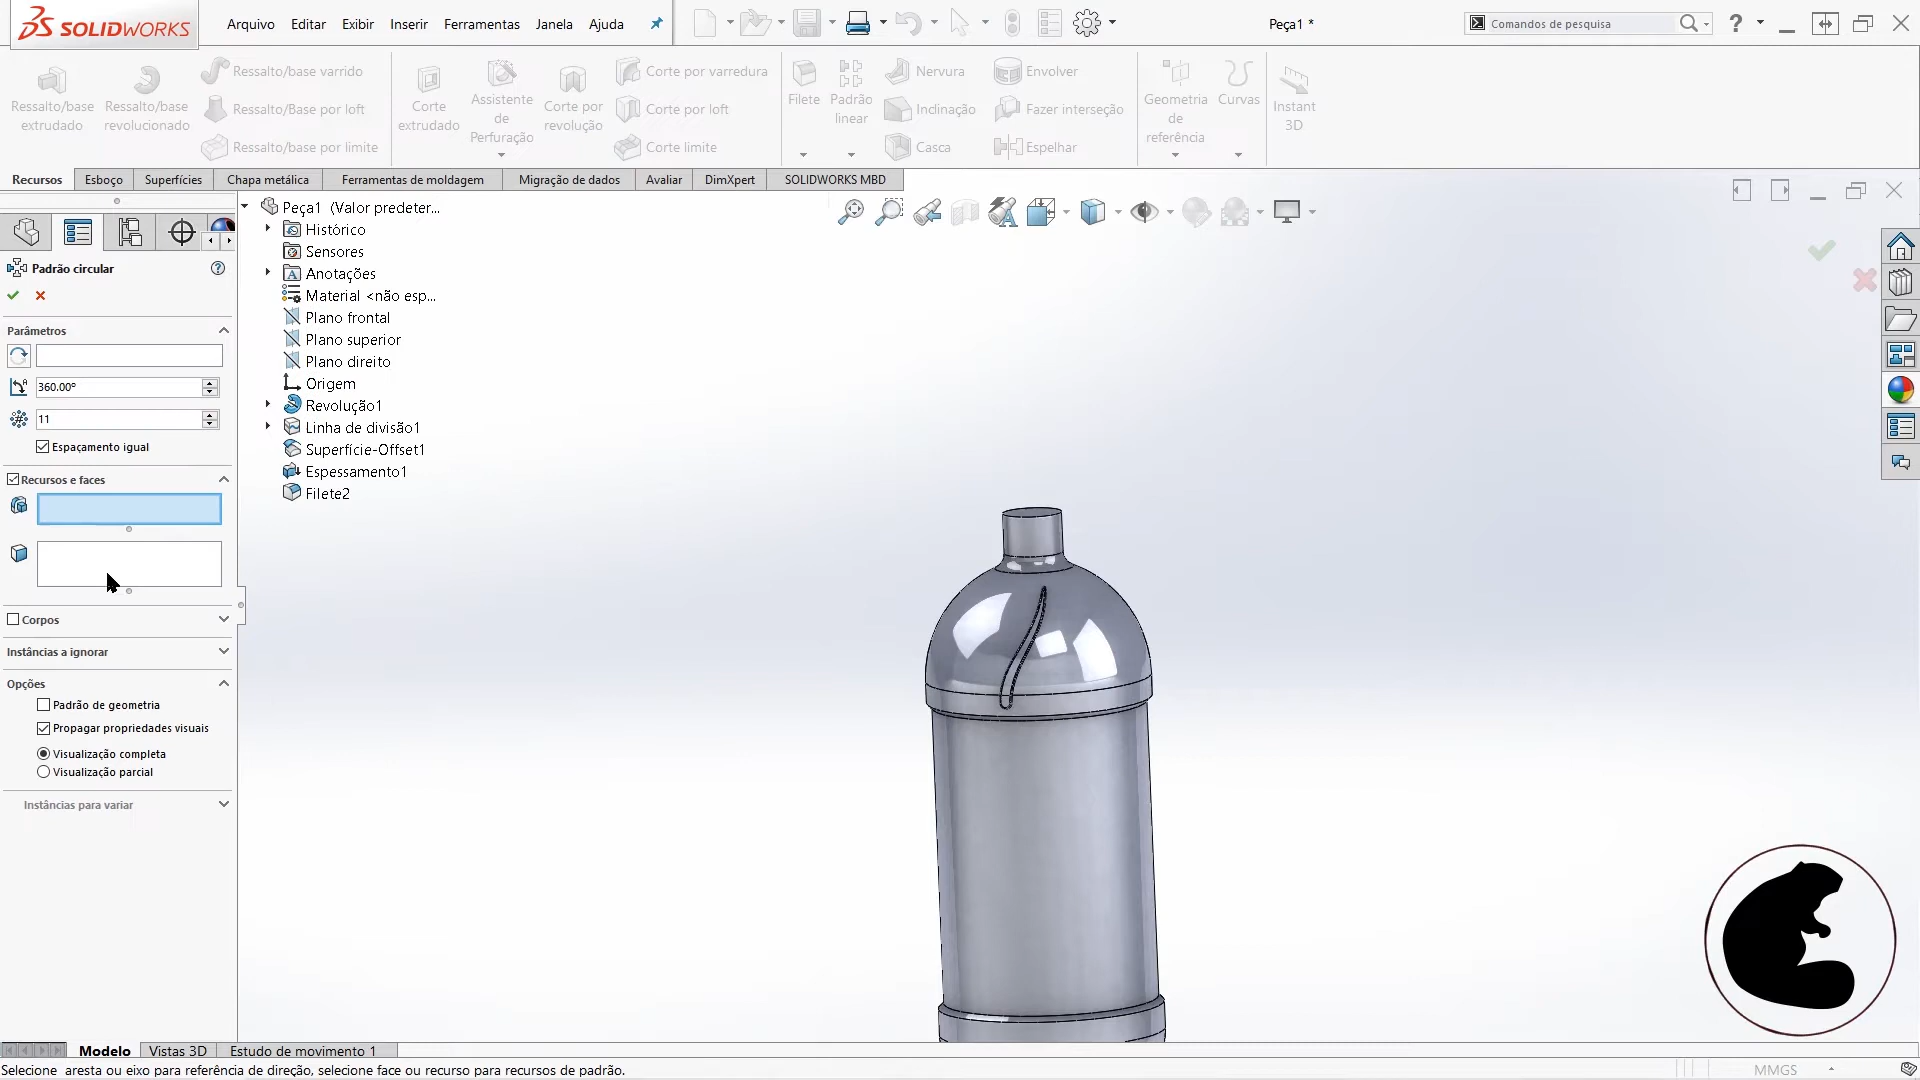 SOLIDWORKS
Arquivo Editar Exibir Inserir Ferramentas Janela Ajuda
Peça1 *
Comandos de pesquisa
?
Ressalto/base extrudado
Ressalto/base revolucionado
Ressalto/base varrido
Ressalto/Base por loft
Ressalto/base por limite
Corte extrudado
Assistente de Perfuração
Corte por revolução
Corte por varredura
Corte por loft
Corte limite
Filete
Padrão linear
Nervura
Inclinação
Casca
Envolver
Fazer interseção
Espelhar
Geometria de referência
Curvas
Instant 3D
Recursos Esboço Superfícies Chapa metálica Ferramentas de moldagem Migração de dados Avaliar DimXpert SOLIDWORKS MBD
Padrão circular
?
Parâmetros
360.00º
11
Espaçamento igual
Recursos e faces
Corpos
Instâncias a ignorar
Opções
Padrão de geometria
Propagar propriedades visuais
Visualização completa
Visualização parcial
Instâncias para variar
Peça1 (Valor predeter...
Histórico
Sensores
Anotações
Material <não esp...
Plano frontal
Plano superior
Plano direito
Origem
Revolução1
Linha de divisão1
Superfície-Offset1
Espessamento1
Filete2
Modelo Vistas 3D Estudo de movimento 1
Selecione aresta ou eixo para referência de direção, selecione face ou recurso para recursos de padrão.
MMGS